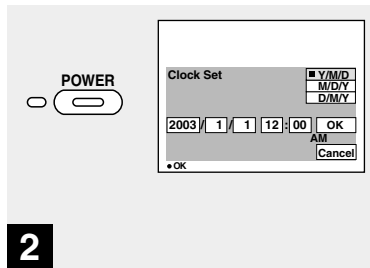 POWER
Clock Set
■ Y/M/D
M/D/Y
D/M/Y
2003 / 1 / 1 12 : 00 OK
AM
Cancel
● OK
2